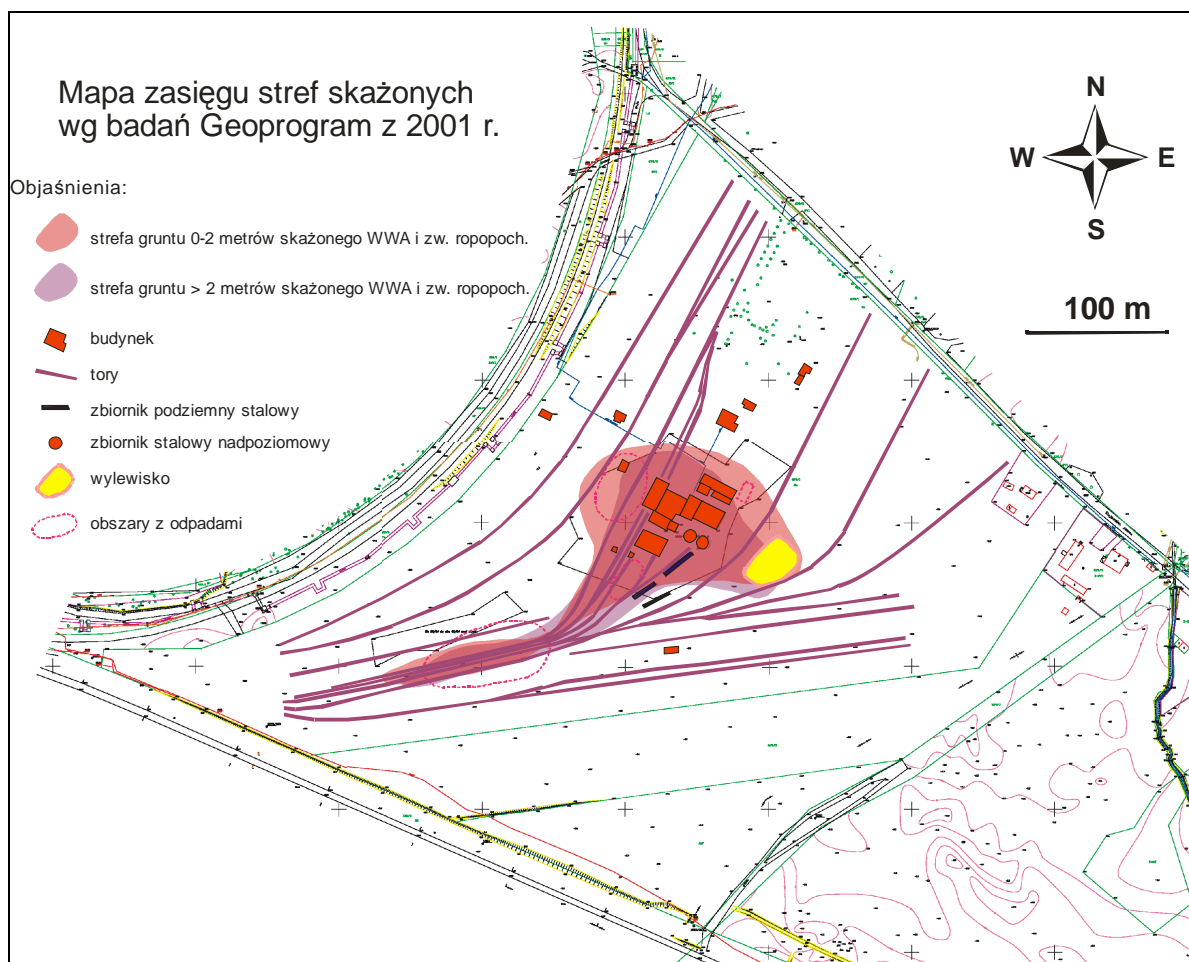 Mapa zasięgu stref skażonych
wg badań Geoprogram z 2001 r.
N
W
E
S
100 m
Objaśnienia:
strefa gruntu 0-2 metrów skażonego WWA i zw. ropopoch.
strefa gruntu > 2 metrów skażonego WWA i zw. ropopoch.
budynek
tory
zbiornik podziemny stalowy
zbiornik stalowy nadpoziomowy
wylewisko
obszary z odpadami